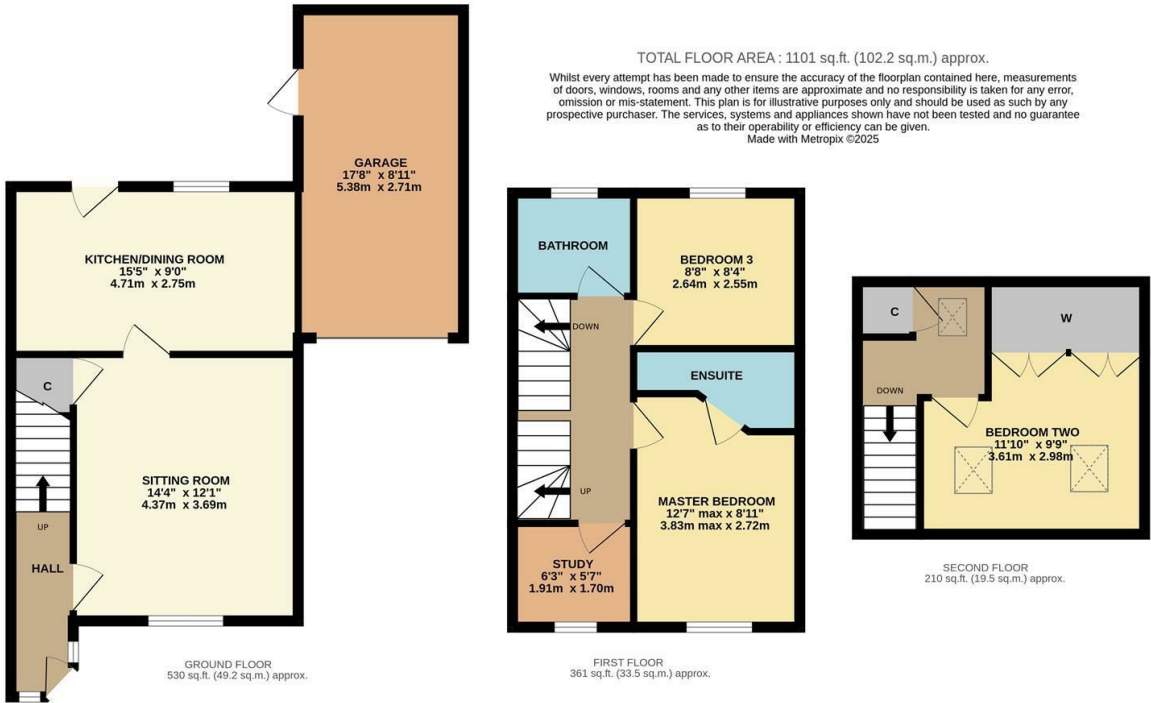 TOTAL FLOOR AREA : 1101 sq.ft. (102.2 sq.m.) approx.
Whilst every attempt has been made to ensure the accuracy of the floorplan contained here, measurements
of doors, windows, rooms and any other items are approximate and no responsibility is taken for any error,
omission or mis-statement. This plan is for illustrative purposes only and should be used as such by any
prospective purchaser. The services, systems and appliances shown have not been tested and no guarantee
as to their operability or efficiency can be given.
Made with Metropix ©2025
GARAGE
17'8" x 8'11"
5.38m x 2.71m
KITCHEN/DINING ROOM
15'5" x 9'0"
4.71m x 2.75m
C
SITTING ROOM
14'4" x 12'1"
4.37m x 3.69m
UP
HALL
GROUND FLOOR
530 sq.ft. (49.2 sq.m.) approx.
BATHROOM
BEDROOM 3
8'8" x 8'4"
2.64m x 2.55m
DOWN
ENSUITE
UP
MASTER BEDROOM
12'7" max x 8'11"
3.83m max x 2.72m
STUDY
6'3" x 5'7"
1.91m x 1.70m
FIRST FLOOR
361 sq.ft. (33.5 sq.m.) approx.
C
W
DOWN
BEDROOM TWO
11'10" x 9'9"
3.61m x 2.98m
SECOND FLOOR
210 sq.ft. (19.5 sq.m.) approx.